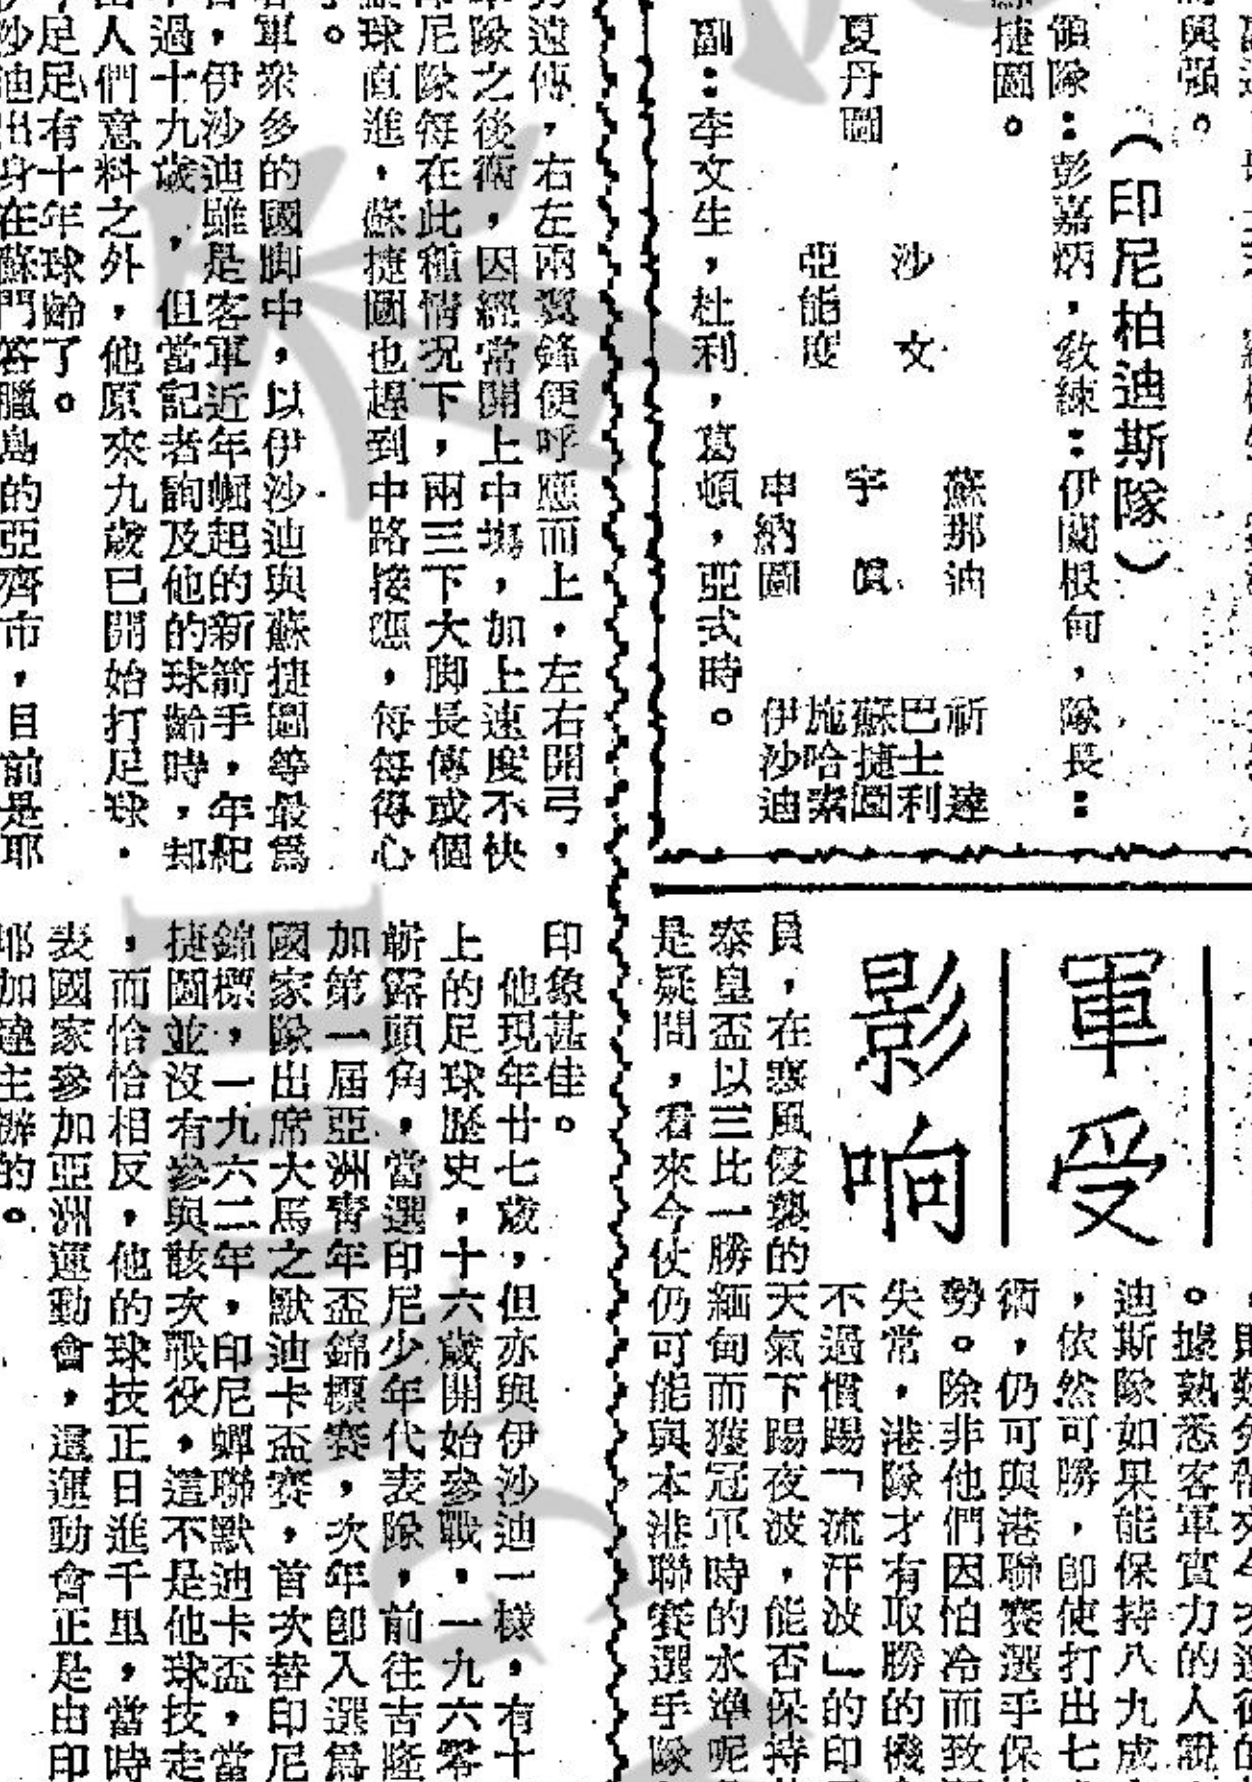 與强。
（印尼柏迪斯隊）
領隊：彭嘉炳，敎練：伊蘭根甸，隊長：
蘇捷圖。
蘇那迪　祈達
沙文　巴士利
夏丹圖　宇眞　蘇捷圖
亞能度　施哈索
申納圖　伊沙迪
副：李文生，杜利，葛頓，亞式時。
軍受
影响
。據熟悉客軍實力的人說
迪斯隊如果能保持八九成
，依然可勝，卽使打出七
術，仍可與港聯賽選手保
勢。除非他們因怕冷而致
失常，港隊才有取勝的機
不過慣踢「流汗波」的印
員，在寒風侵襲的天氣下踢夜波，能否保持
泰皇盃以三比一勝緬甸而獲冠軍時的水準呢
是疑問，看來今仗仍可能與本港聯賽選手隊
遠傳，右左兩翼鋒便呼應而上，左右開弓，
隊之後衛，因經常開上中塲，加上速度不快
印尼隊每在此種情况下，兩三下大脚長傳或個
球直進，蘇捷圖也趕到中路接應，每每得心
。
軍衆多的國脚中，以伊沙迪與蘇捷圖等最爲
，伊沙迪雖是客軍近年崛起的新箭手，年紀
過十九歲，但當記者詢及他的球齡時，却
出人們意料之外，他原來九歲已開始打足球，
足足有十年球齡了。
沙迪出身在蘇門答臘島的亞齊市，目前是耶
印象甚佳。
他現年廿七歲，但亦與伊沙迪一樣，有十
上的足球歷史，十六歲開始參戰，一九六零
嶄露頭角，當選印尼少年代表隊，前往吉隆
加第一屆亞洲靑年盃錦標賽，次年卽入選爲
國家隊出席大馬之默迪卡盃賽，首次替印尼
錦標，一九六二年，印尼蟬聯默迪卡盃，當
捷圖並沒有參與該次戰役，這不是他球技走
，而恰恰相反，他的球技正日進千里，當時
表國家參加亞洲運動會，還運動會正是由印
耶加達主辦的。